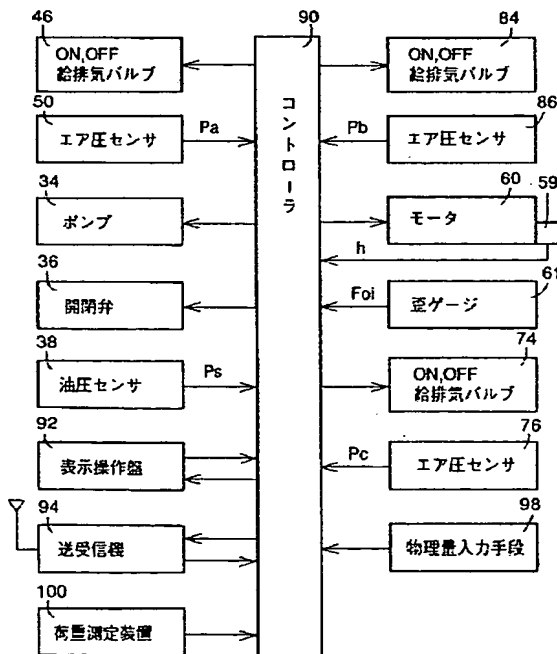 46
ON,OFF
給排気バルブ
50
エア圧センサ
Pa
34
ポンプ
36
開閉弁
38
油圧センサ
Ps
92
表示操作盤
94
送受信機
100
荷重測定装置
90
コントローラ
84
ON,OFF
給排気バルブ
86
Pb
エア圧センサ
60
59
モータ
h
61
Foi
歪ゲージ
74
ON,OFF
給排気バルブ
76
Pc
エア圧センサ
98
物理量入力手段